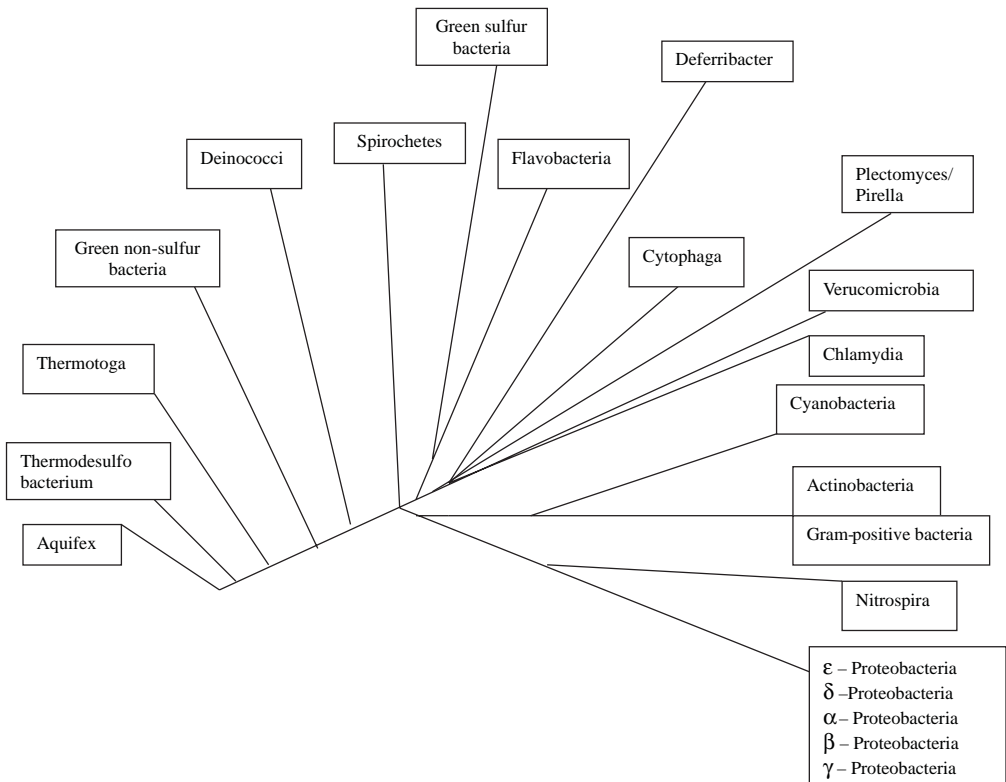 Green sulfur
bacteria
Deferribacter
Spirochetes
Deinococci
Flavobacteria
Plectomyces/
Pirella
Green non-sulfur
bacteria
Cytophaga
Verucomicrobia
Thermotoga
Chlamydia
Cyanobacteria
Thermodesulfo
bacterium
Actinobacteria
Aquifex
Gram-positive bacteria
Nitrospira
ε – Proteobacteria
δ –Proteobacteria
α – Proteobacteria
β – Proteobacteria
γ – Proteobacteria